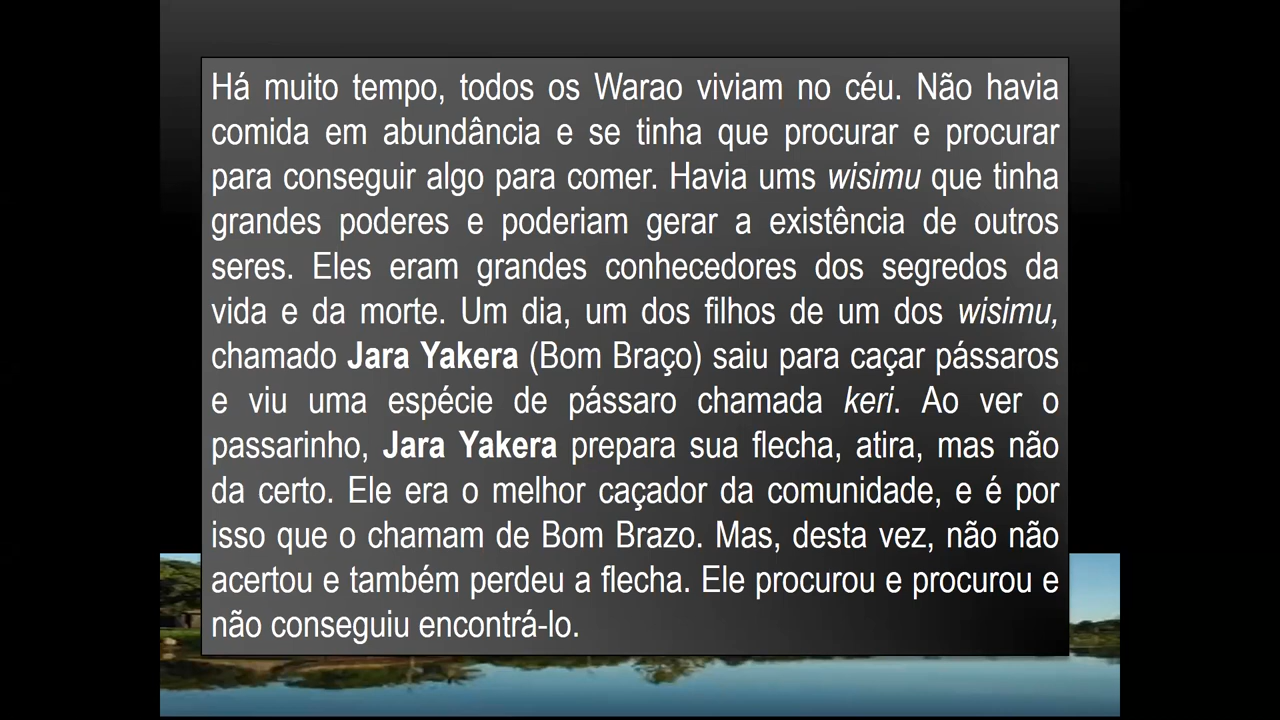 Há muito tempo, todos os Warao viviam no céu. Não havia
comida em abundância e se tinha que procurar e procurar
para conseguir algo para comer. Havia ums wisimu que tinha
grandes poderes e poderiam gerar a existência de outros
seres. Eles eram grandes conhecedores dos segredos da
vida e da morte. Um dia, um dos filhos de um dos wisimu,
chamado Jara Yakera (Bom Braço) saiu para caçar pássaros
e viu uma espécie de pássaro chamada keri. Ao ver o
passarinho, Jara Yakera prepara sua flecha, atira, mas não
da certo. Ele era o melhor caçador da comunidade, e é por
isso que o chamam de Bom Brazo. Mas, desta vez, não não
acertou e também perdeu a flecha. Ele procurou e procurou e
não conseguiu encontrá-lo.